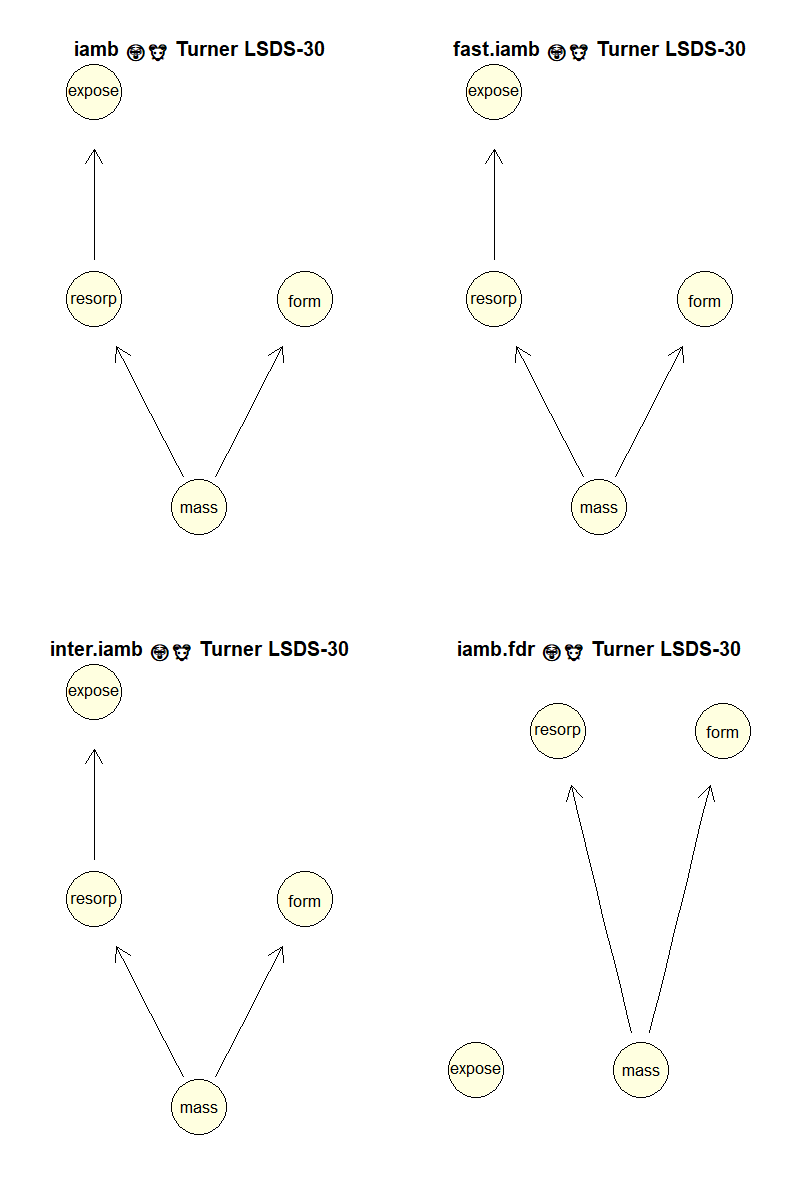 iamb 💀🐭 Turner LSDS-30
fast.iamb 💀🐭 Turner LSDS-30
expose
expose
resorp
form
resorp
form
mass
mass
inter.iamb 💀🐭 Turner LSDS-30
iamb.fdr 💀🐭 Turner LSDS-30
expose
resorp
form
resorp
form
mass
expose
mass